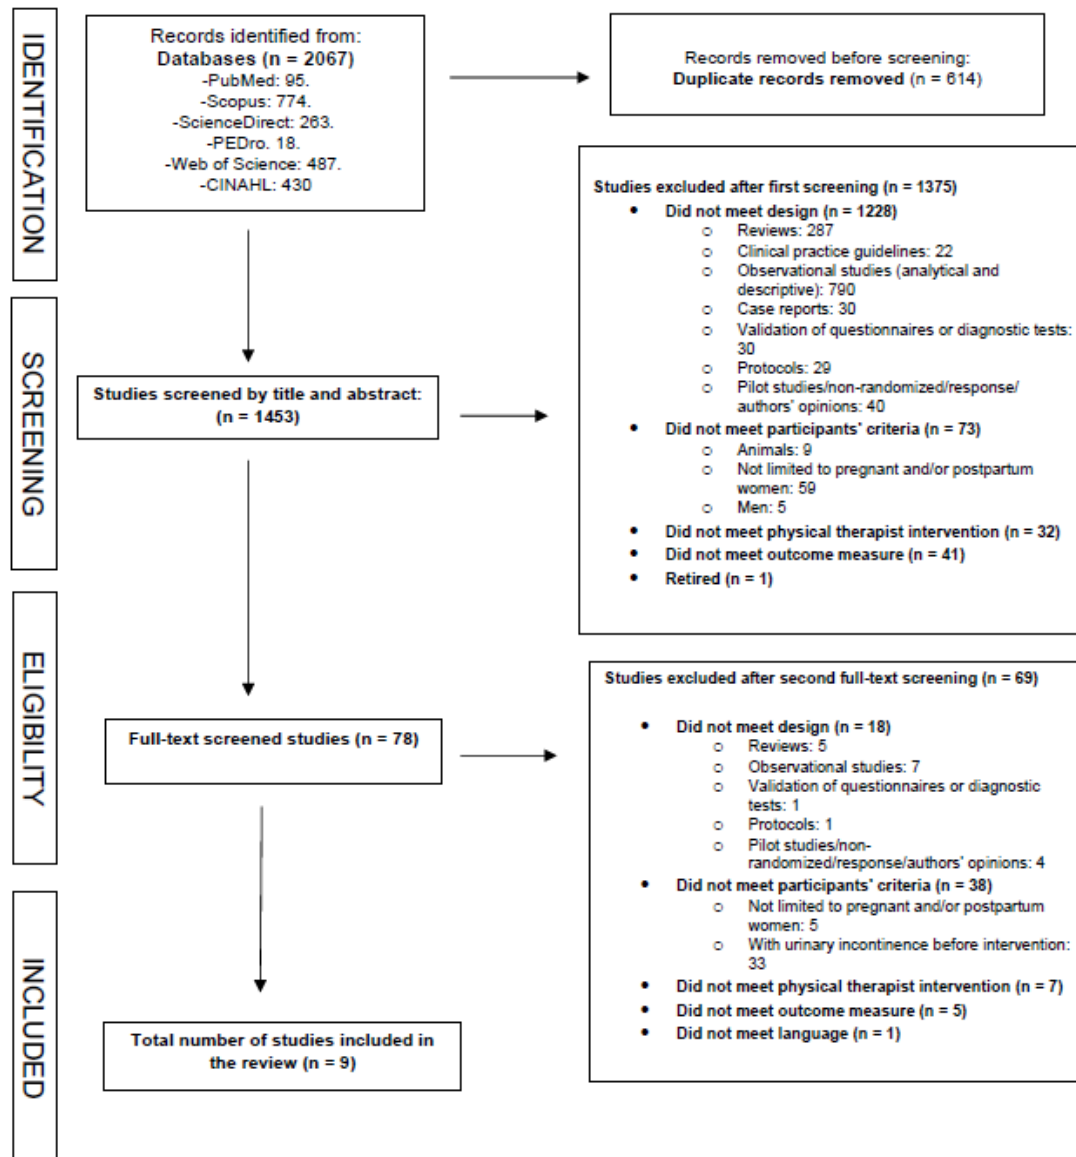 IDENTIFICATION
Records identified from:
Databases (n = 2067)
-PubMed: 95.
-Scopus: 774.
-ScienceDirect: 263.
-PEDro. 18.
-Web of Science: 487.
-CINAHL: 430
Records removed before screening:
Duplicate records removed (n = 614)
SCREENING
Studies screened by title and abstract:
(n = 1453)
Studies excluded after first screening (n = 1375)
• Did not meet design (n = 1228)
o Reviews: 287
o Clinical practice guidelines: 22
o Observational studies (analytical and
descriptive): 790
o Case reports: 30
o Validation of questionnaires or diagnostic tests:
30
o Protocols: 29
o Pilot studies/non-randomized/response/
authors' opinions: 40
• Did not meet participants' criteria (n = 73)
o Animals: 9
o Not limited to pregnant and/or postpartum
women: 59
o Men: 5
• Did not meet physical therapist intervention (n = 32)
• Did not meet outcome measure (n = 41)
• Retired (n = 1)
ELIGIBILITY
Full-text screened studies (n = 78)
Studies excluded after second full-text screening (n = 69)
• Did not meet design (n = 18)
o Reviews: 5
o Observational studies: 7
o Validation of questionnaires or diagnostic
tests: 1
o Protocols: 1
o Pilot studies/non-
randomized/response/authors' opinions: 4
• Did not meet participants' criteria (n = 38)
o Not limited to pregnant and/or postpartum
women: 5
o With urinary incontinence before intervention:
33
• Did not meet physical therapist intervention (n = 7)
• Did not meet outcome measure (n = 5)
• Did not meet language (n = 1)
INCLUDED
Total number of studies included in
the review (n = 9)